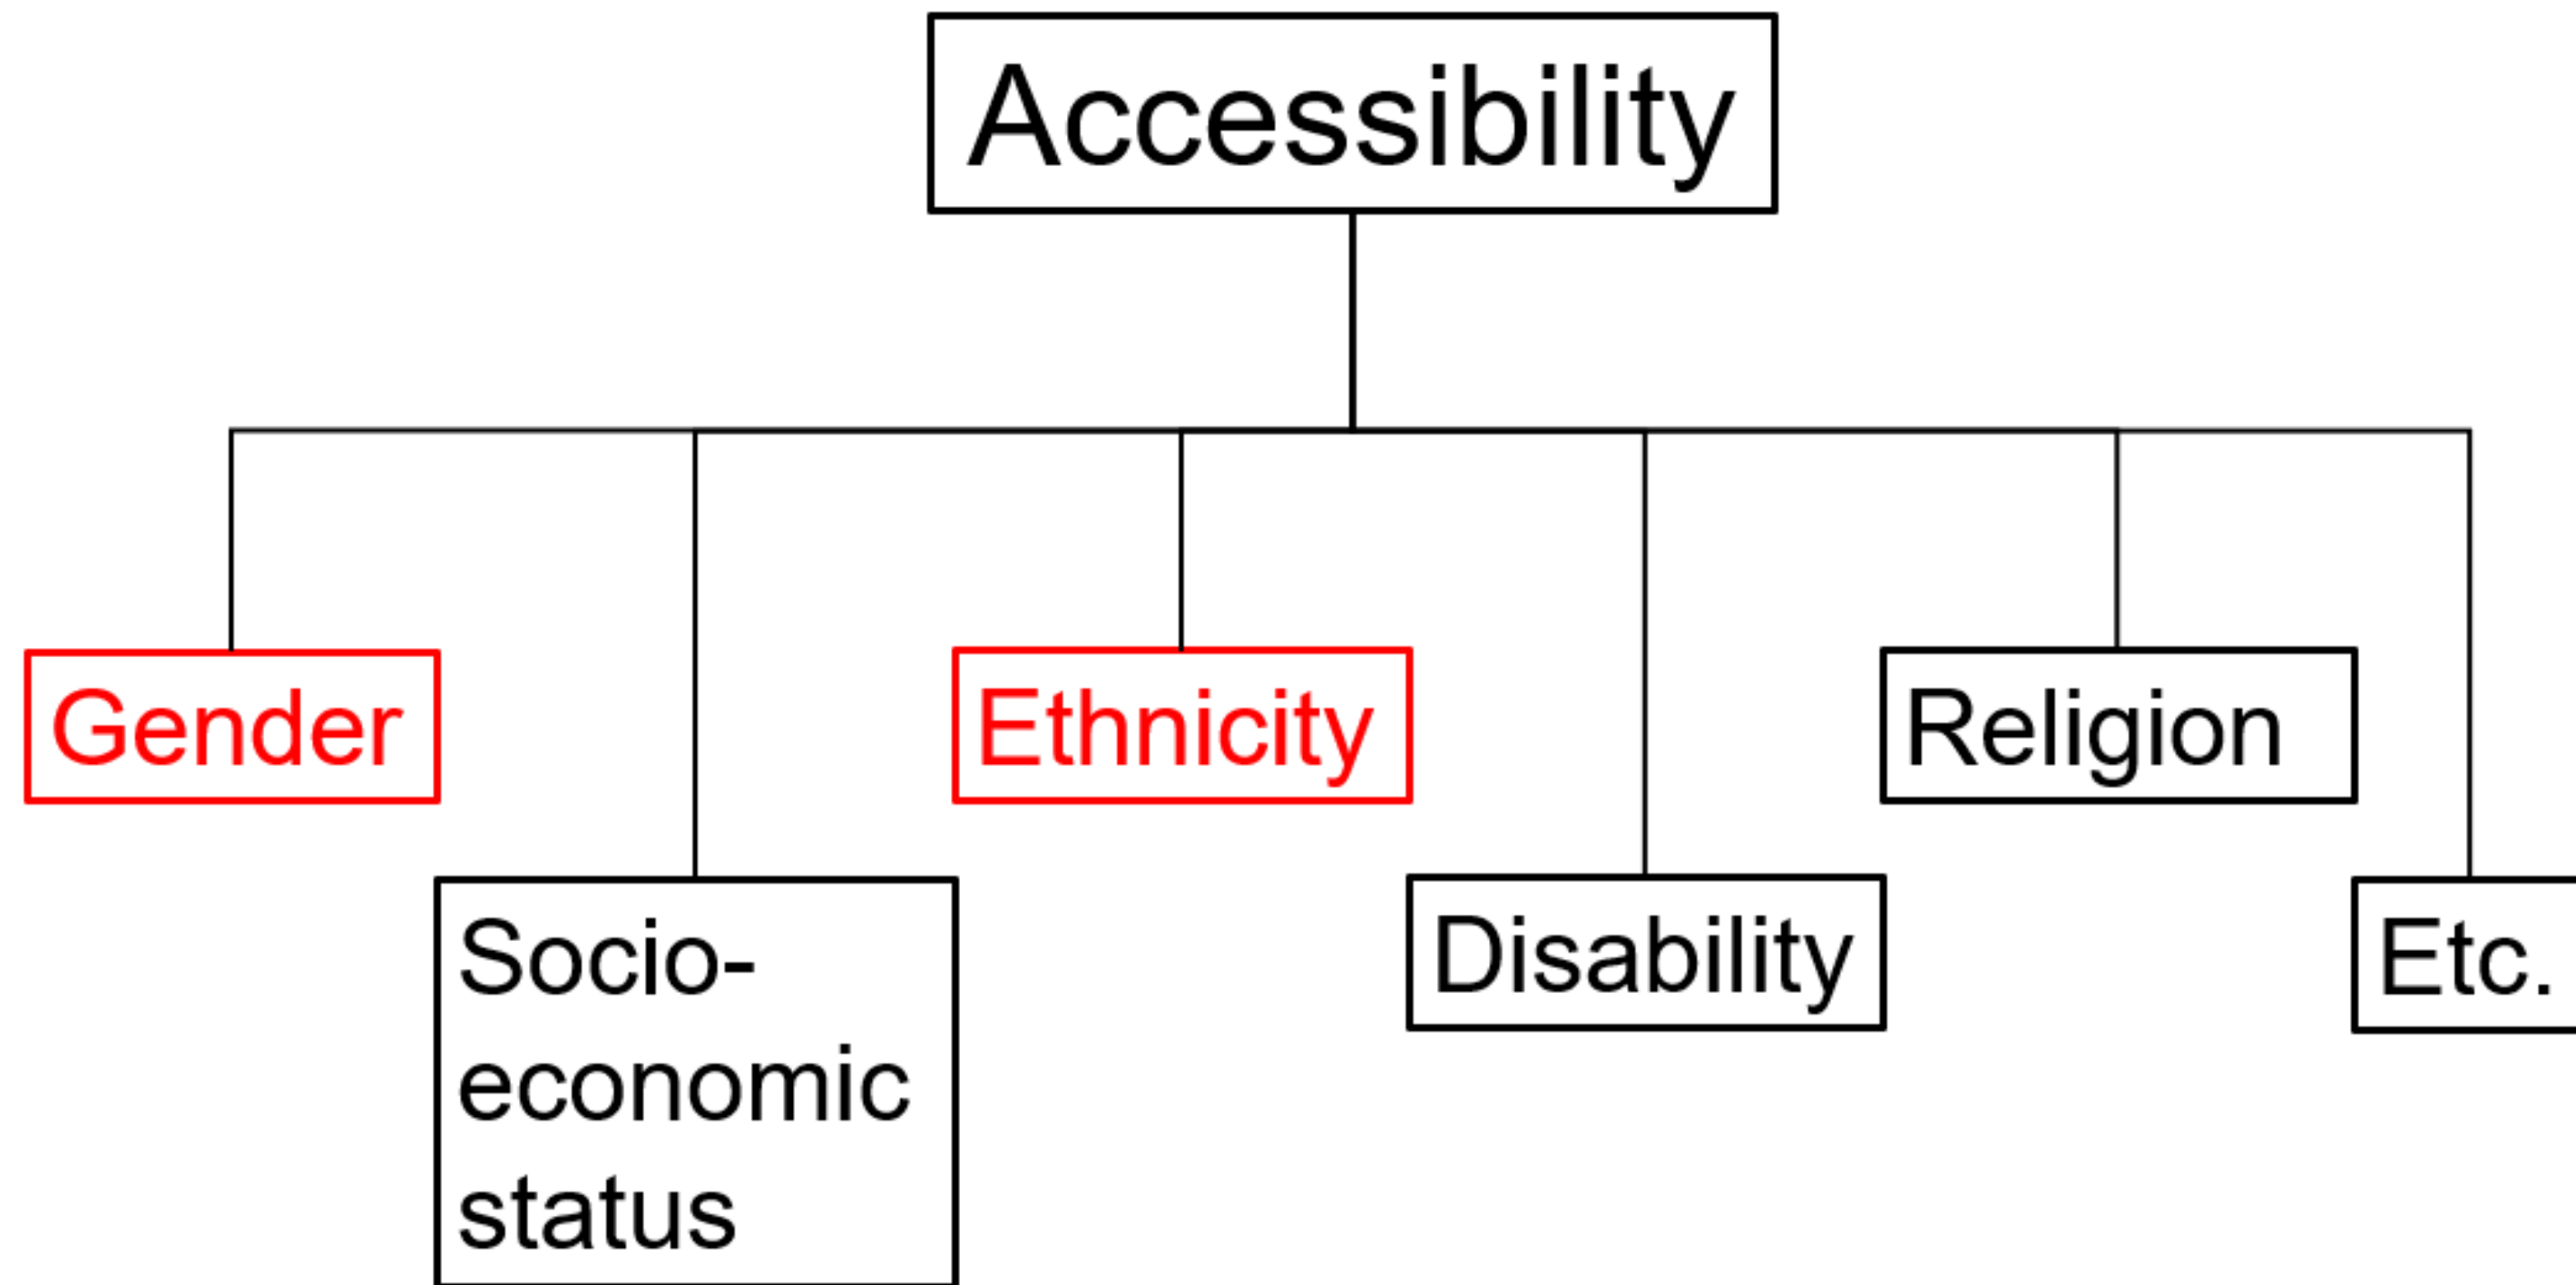 Accessibility
Gender
Ethnicity
Religion
Socio-
economic
status
Disability
Etc.